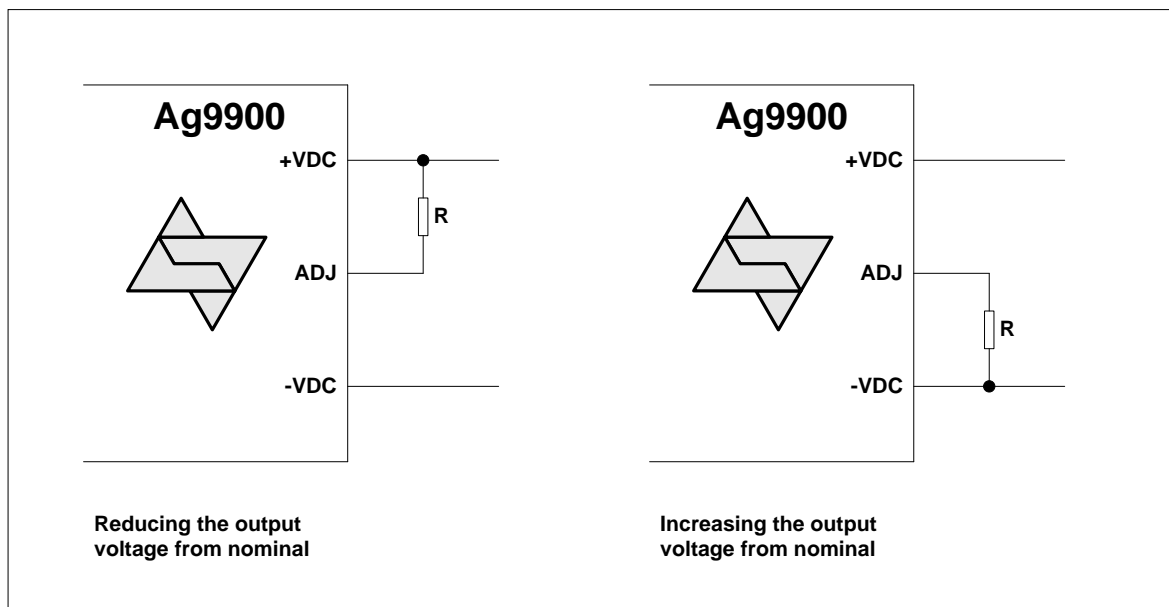 Ag9900
+VDC
R
ADJ
-VDC
Reducing the output
voltage from nominal
Ag9900
+VDC
ADJ
R
-VDC
Increasing the output
voltage from nominal